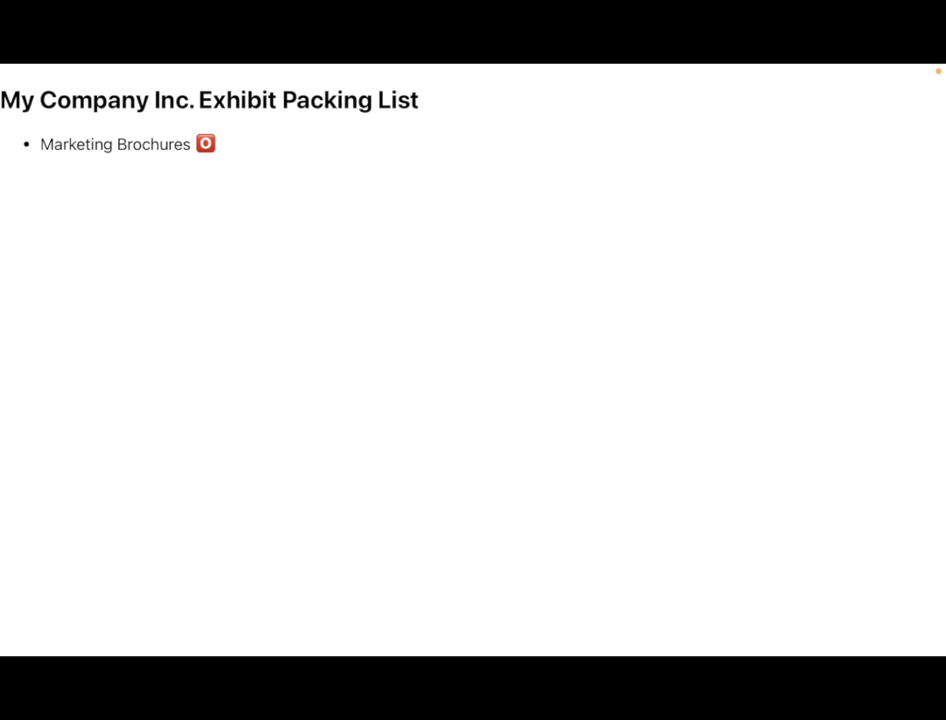 My Company Inc. Exhibit Packing List
• Marketing Brochures 🅾️